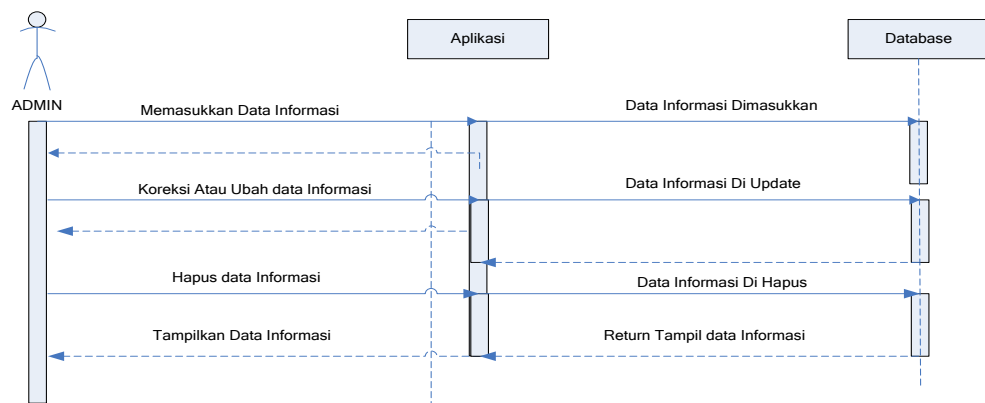 Aplikasi
Database
ADMIN
Memasukkan Data Informasi
Data Informasi Dimasukkan
Koreksi Atau Ubah data Informasi
Data Informasi Di Update
Hapus data Informasi
Data Informasi Di Hapus
Tampilkan Data Informasi
Return Tampil data Informasi